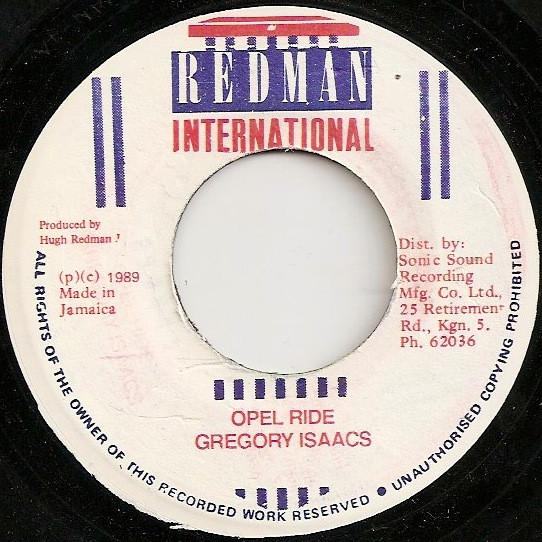 REDMAN
INTERNATIONAL
Produced by
Hugh Redman J
(p)(c) 1989
Made in
Jamaica
Dist. by:
Sonic Sound
Recording
Mfg. Co. Ltd.,
25 Retirement
Rd., Kgn. 5.
Ph. 62036
OPEL RIDE
GREGORY ISAACS
ALL RIGHTS OF THE OWNER OF THIS RECORDED WORK RESERVED ● UNAUTHORISED COPYING PROHIBITED